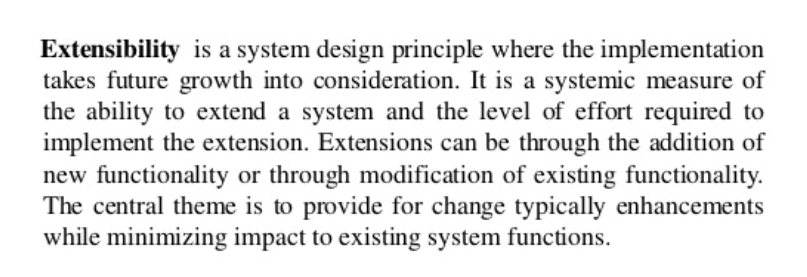 Extensibility is a system design principle where the implementation
takes future growth into consideration. It is a systemic measure of
the ability to extend a system and the level of effort required to
implement the extension. Extensions can be through the addition of
new functionality or through modification of existing functionality.
The central theme is to provide for change typically enhancements
while minimizing impact to existing system functions.